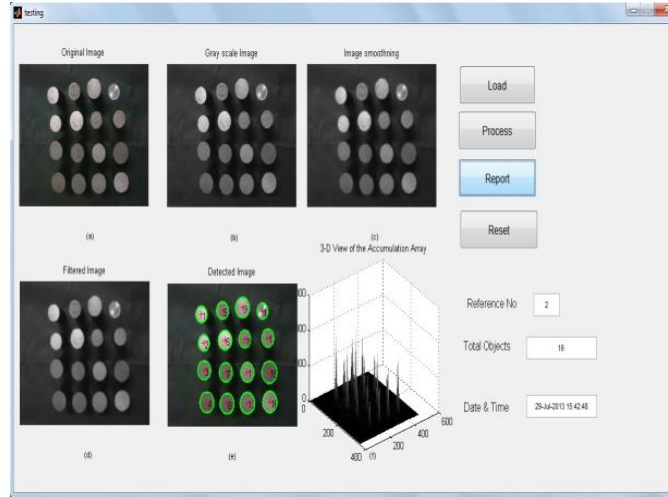 testing
Original Image
Gray scale Image
Image smoothning
Load
Process
Report
Reset
(a)
(b)
(c)
3-D View of the Accumulation Array
Filtered Image
Detected Image
0
0
200
400
200
400
600
Reference No
2
Total Objects
16
Date & Time
29-Jul-2013 15:42:48
(d)
(e)
(f)